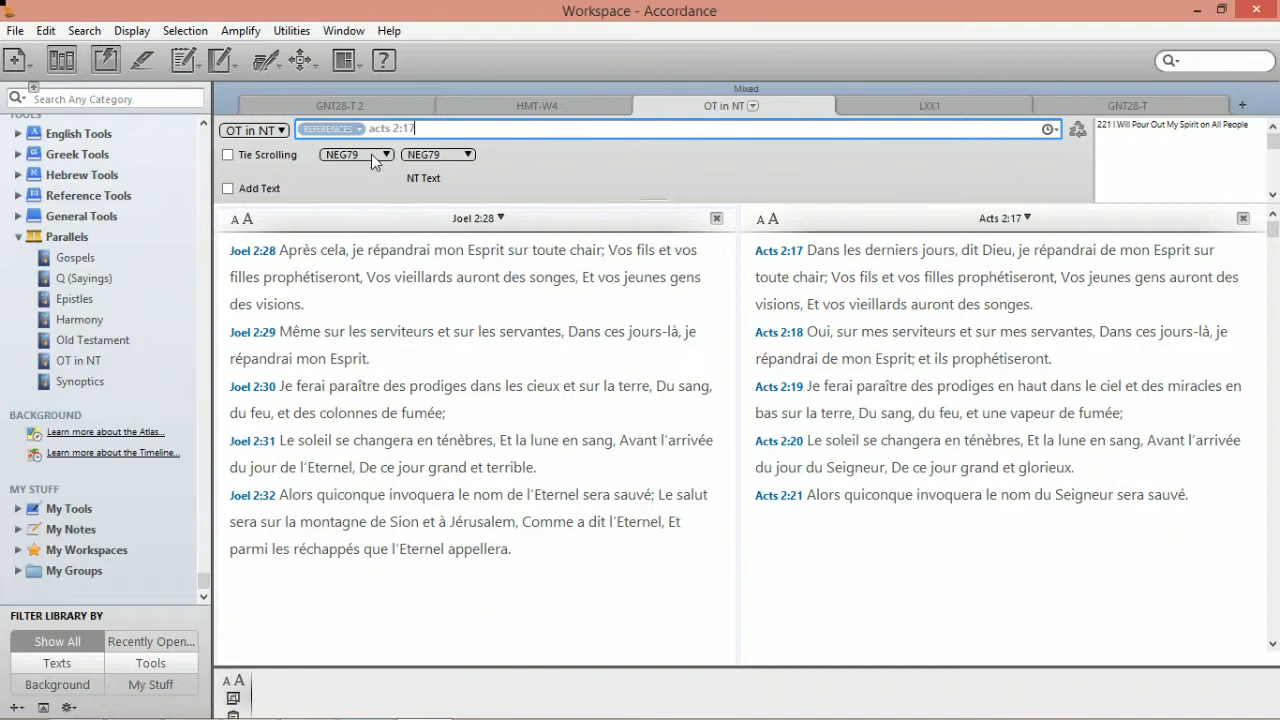 Workspace - Accordance
File Edit Search Display Selection Amplify Utilities Window Help
Search Any Category
Mixed
GNT28-T 2 HMT-W4 OT in NT LXX1 GNT28-T
OT in NT REFERENCES acts 2:17
221 I Will Pour Out My Spirit on All People
Tie Scrolling NEG79 NEG79
NT Text
Add Text
TOOLS
English Tools
Greek Tools
Hebrew Tools
Reference Tools
General Tools
Parallels
Gospels
Q (Sayings)
Epistles
Harmony
Old Testament
OT in NT
Synoptics
BACKGROUND
Learn more about the Atlas...
Learn more about the Timeline...
MY STUFF
My Tools
My Notes
My Workspaces
My Groups
FILTER LIBRARY BY
Show All Recently Open...
Texts Tools
Background My Stuff
A A Joel 2:28
Joel 2:28 Après cela, je répandrai mon Esprit sur toute chair; Vos fils et vos
filles prophétiseront, Vos vieillards auront des songes, Et vos jeunes gens
des visions.
Joel 2:29 Même sur les serviteurs et sur les servantes, Dans ces jours-là, je
répandrai mon Esprit.
Joel 2:30 Je ferai paraître des prodiges dans les cieux et sur la terre, Du sang,
du feu, et des colonnes de fumée;
Joel 2:31 Le soleil se changera en ténèbres, Et la lune en sang, Avant l'arrivée
du jour de l'Eternel, De ce jour grand et terrible.
Joel 2:32 Alors quiconque invoquera le nom de l'Eternel sera sauvé; Le salut
sera sur la montagne de Sion et à Jérusalem, Comme a dit l'Eternel, Et
parmi les réchappés que l'Eternel appellera.
A A Acts 2:17
Acts 2:17 Dans les derniers jours, dit Dieu, je répandrai de mon Esprit sur
toute chair; Vos fils et vos filles prophétiseront, Vos jeunes gens auront des
visions, Et vos vieillards auront des songes.
Acts 2:18 Oui, sur mes serviteurs et sur mes servantes, Dans ces jours-là, je
répandrai de mon Esprit; et ils prophétiseront.
Acts 2:19 Je ferai paraître des prodiges en haut dans le ciel et des miracles en
bas sur la terre, Du sang, du feu, et une vapeur de fumée;
Acts 2:20 Le soleil se changera en ténèbres, Et la lune en sang, Avant l'arrivée
du jour du Seigneur, De ce jour grand et glorieux.
Acts 2:21 Alors quiconque invoquera le nom du Seigneur sera sauvé.
A A